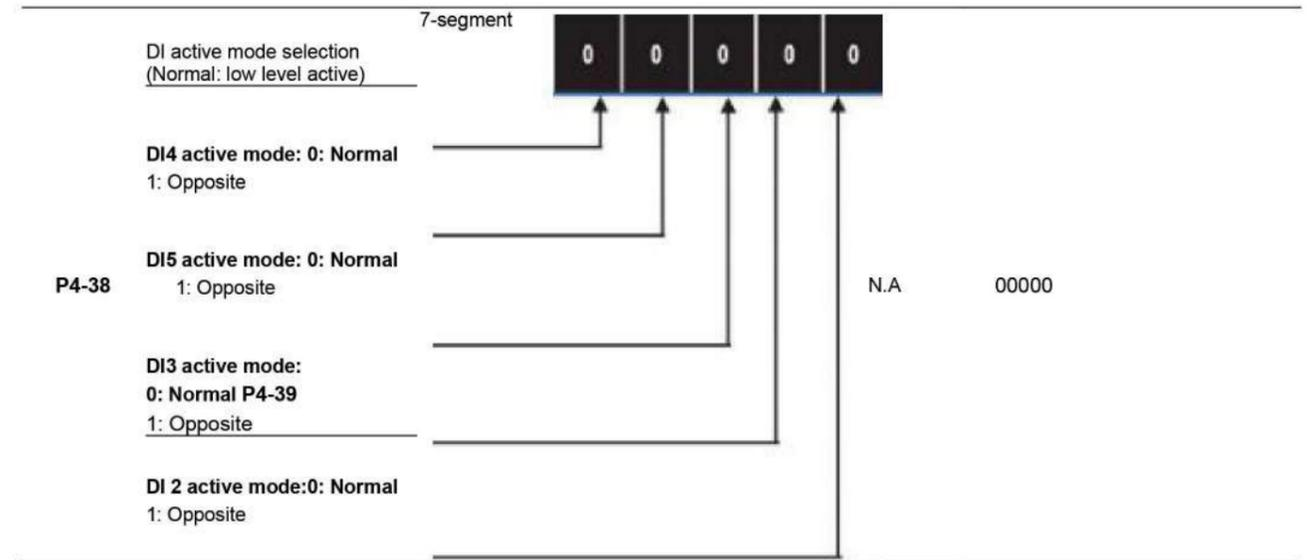 7-segment
DI active mode selection
(Normal: low level active)
0 0 0 0 0
DI4 active mode: 0: Normal
1: Opposite
DI5 active mode: 0: Normal
P4-38 1: Opposite N.A 00000
DI3 active mode:
0: Normal P4-39
1: Opposite
DI 2 active mode:0: Normal
1: Opposite